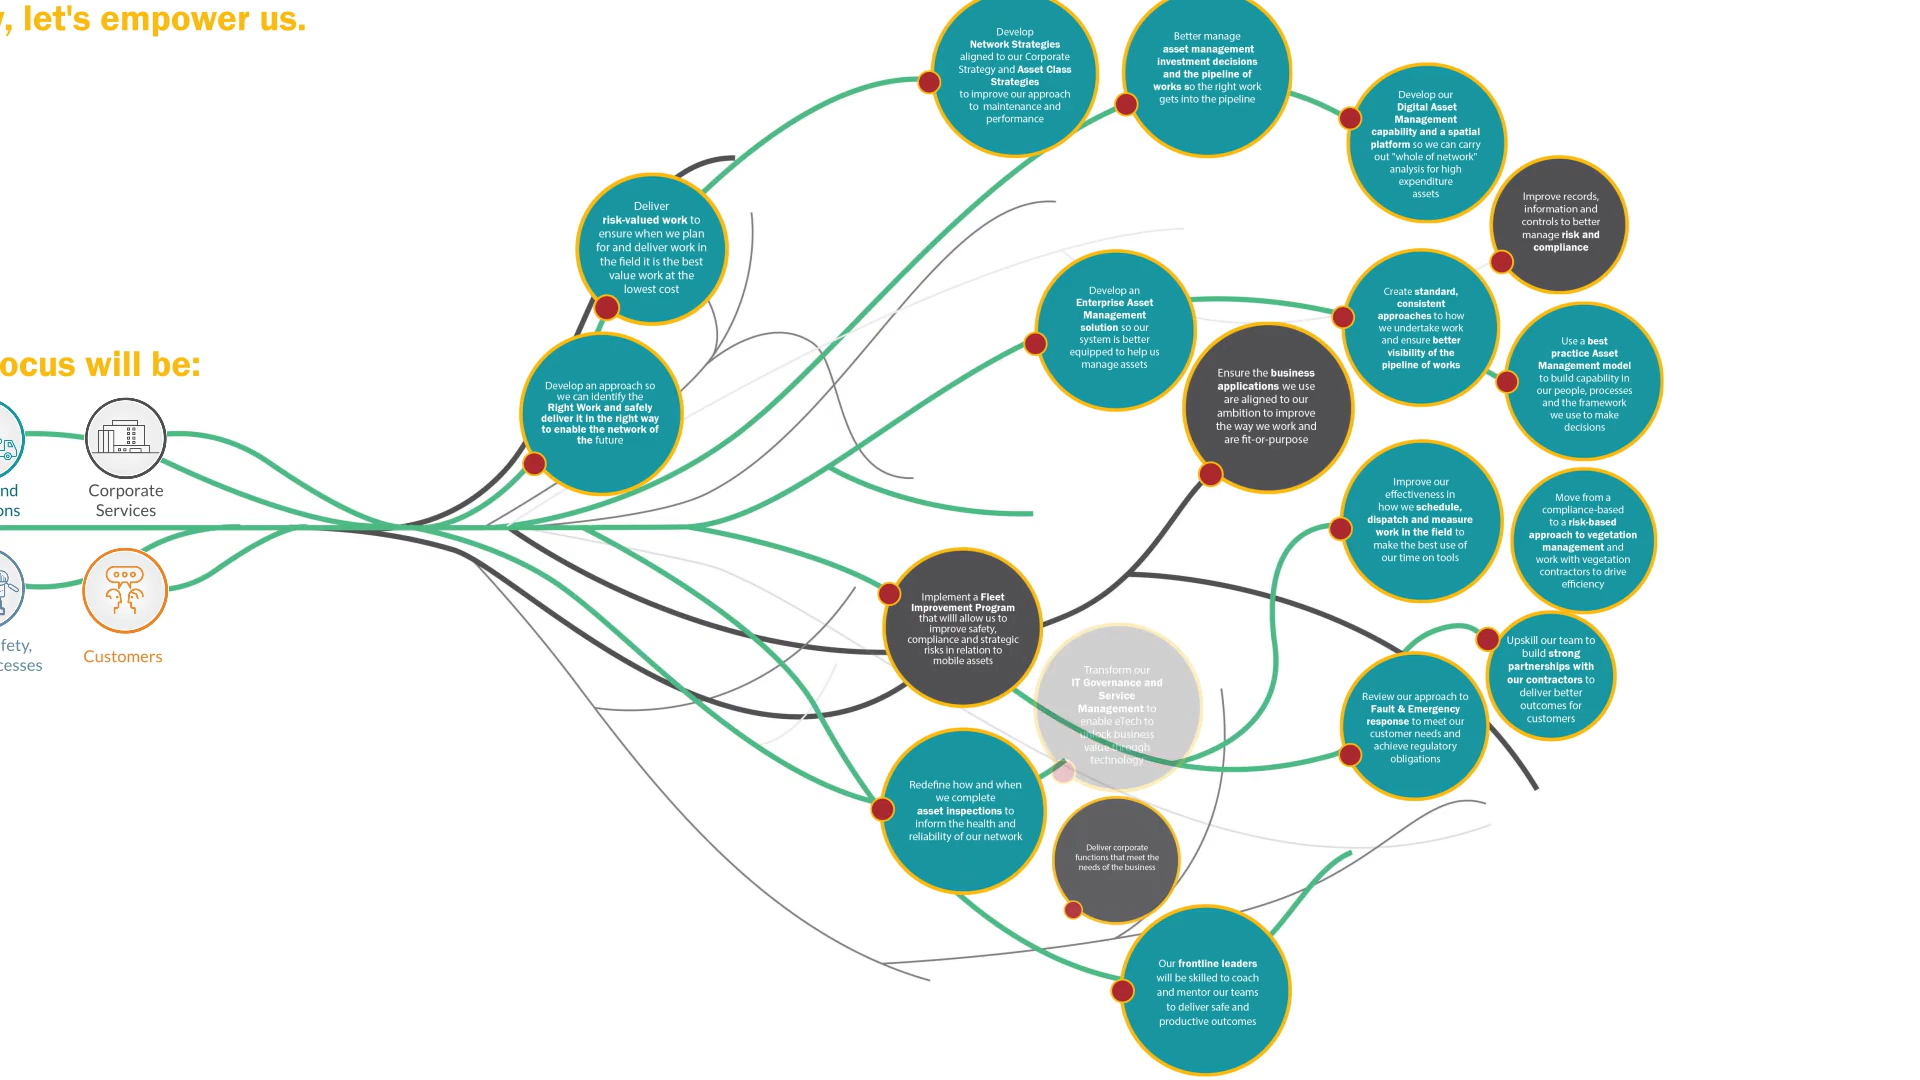 y, let's empower us.
ocus will be:
nd
ons
Corporate
Services
fety,
cesses
Customers
Develop
Network Strategies
aligned to our Corporate
Strategy and Asset Class
Strategies
to improve our approach
to maintenance and
performance
Better manage
asset management
investment decisions
and the pipeline of
works so the right work
gets into the pipeline
Develop our
Digital Asset
Management
capability and a spatial
platform so we can carry
out "whole of network"
analysis for high
expenditure
assets
Improve records,
information and
controls to better
manage risk and
compliance
Deliver
risk-valued work to
ensure when we plan
for and deliver work in
the field it is the best
value work at the
lowest cost
Develop an approach so
we can identify the
Right Work and safely
deliver it in the right way
to enable the network of
the future
Develop an
Enterprise Asset
Management
solution so our
system is better
equipped to help us
manage assets
Ensure the business
applications we use
are aligned to our
ambition to improve
the way we work and
are fit-or-purpose
Create standard,
consistent
approaches to how
we undertake work
and ensure better
visibility of the
pipeline of works
Use a best
practice Asset
Management model
to build capability in
our people, processes
and the framework
we use to make
decisions
Improve our
effectiveness in
how we schedule,
dispatch and measure
work in the field to
make the best use of
our time on tools
Move from a
compliance-based
to a risk-based
approach to vegetation
management and
work with vegetation
contractors to drive
efficiency
Implement a Fleet
Improvement Program
that willl allow us to
improve safety,
compliance and strategic
risks in relation to
mobile assets
Transform our
IT Governance and
Service
Management to
enable eTech to
unlock business
value through
technology
Upskill our team to
build strong
partnerships with
our contractors to
deliver better
outcomes for
customers
Review our approach to
Fault & Emergency
response to meet our
customer needs and
achieve regulatory
obligations
Redefine how and when
we complete
asset inspections to
inform the health and
reliability of our network
Deliver corporate
functions that meet the
needs of the business
Our frontline leaders
will be skilled to coach
and mentor our teams
to deliver safe and
productive outcomes